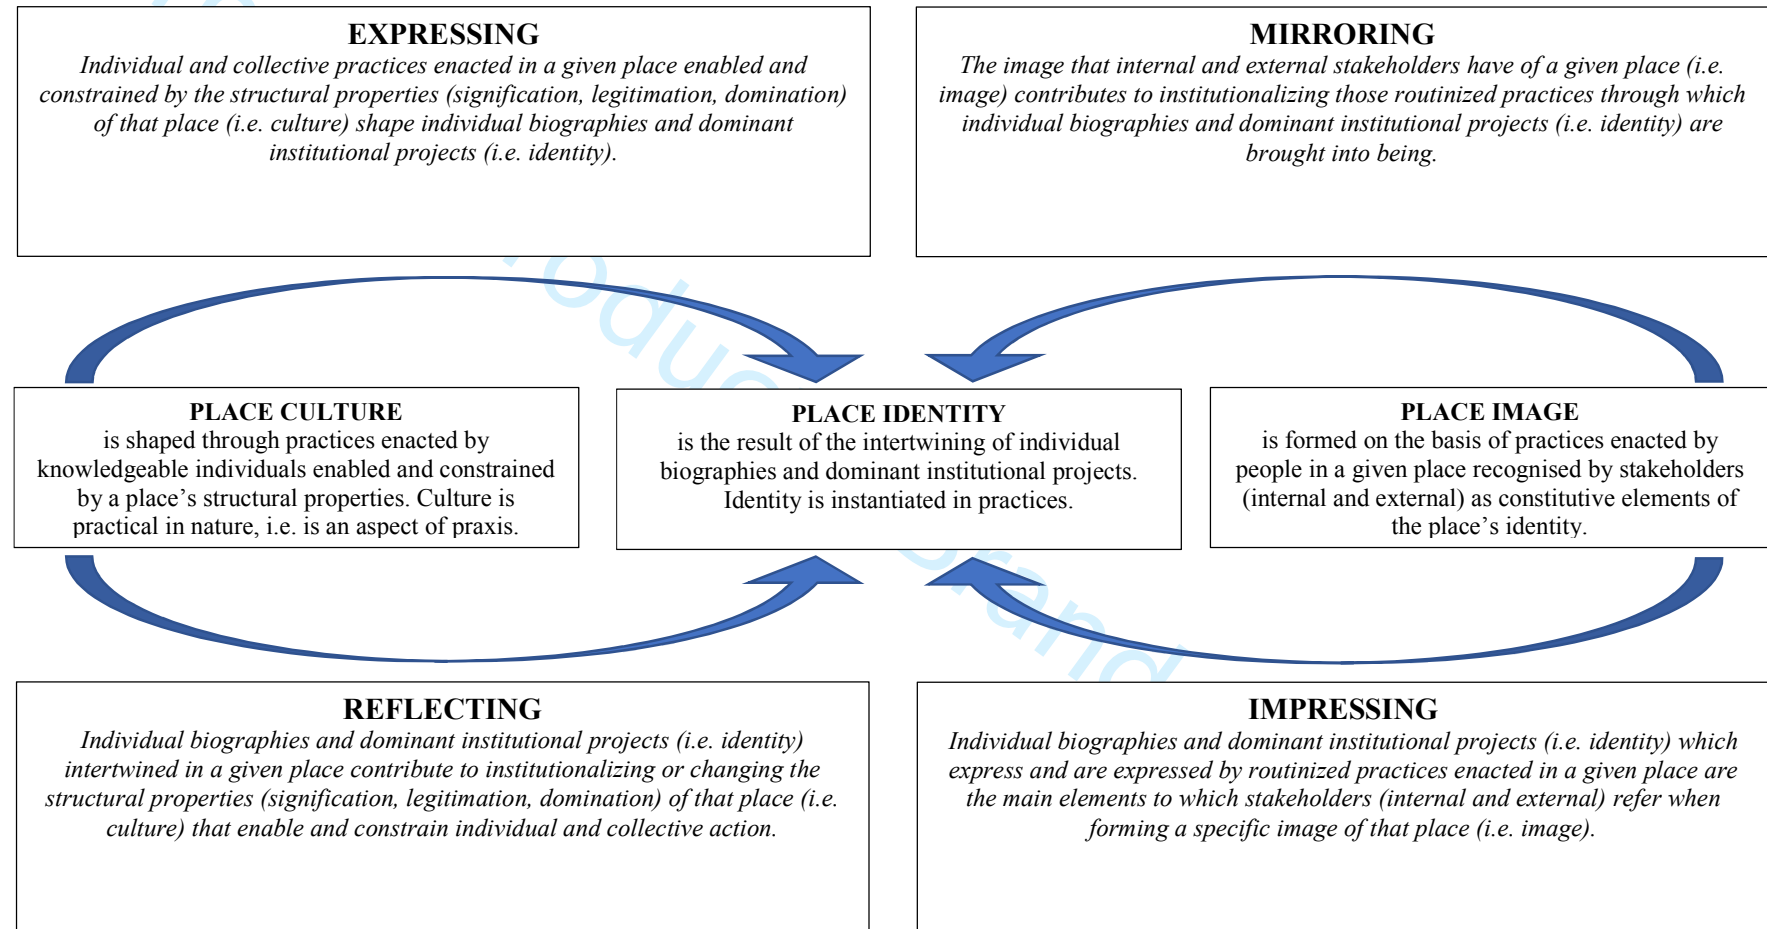 EXPRESSING
Individual and collective practices enacted in a given place enabled and
constrained by the structural properties (signification, legitimation, domination)
of that place (i.e. culture) shape individual biographies and dominant
institutional projects (i.e. identity).
MIRRORING
The image that internal and external stakeholders have of a given place (i.e.
image) contributes to institutionalizing those routinized practices through which
individual biographies and dominant institutional projects (i.e. identity) are
brought into being.
PLACE CULTURE
is shaped through practices enacted by
knowledgeable individuals enabled and constrained
by a place’s structural properties. Culture is
practical in nature, i.e. is an aspect of praxis.
PLACE IDENTITY
is the result of the intertwining of individual
biographies and dominant institutional projects.
Identity is instantiated in practices.
PLACE IMAGE
is formed on the basis of practices enacted by
people in a given place recognised by stakeholders
(internal and external) as constitutive elements of
the place’s identity.
REFLECTING
Individual biographies and dominant institutional projects (i.e. identity)
intertwined in a given place contribute to institutionalizing or changing the
structural properties (signification, legitimation, domination) of that place (i.e.
culture) that enable and constrain individual and collective action.
IMPRESSING
Individual biographies and dominant institutional projects (i.e. identity) which
express and are expressed by routinized practices enacted in a given place are
the main elements to which stakeholders (internal and external) refer when
forming a specific image of that place (i.e. image).